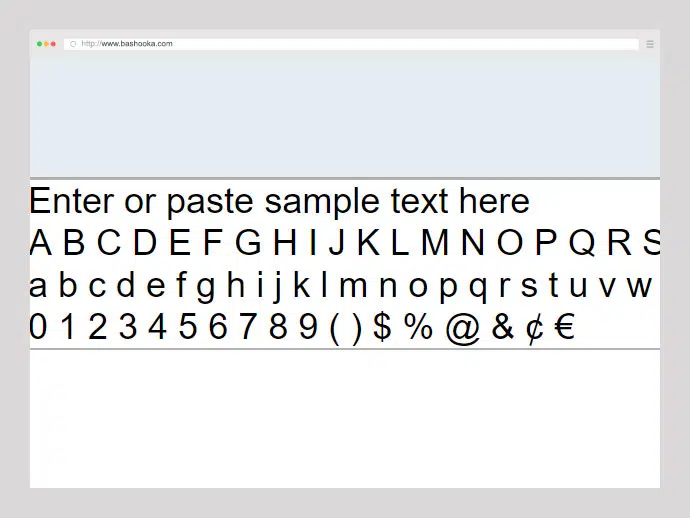 http://www.bashooka.com
Enter or paste sample text here
A B C D E F G H I J K L M N O P Q R S
a b c d e f g h i j k l m n o p q r s t u v w
0 1 2 3 4 5 6 7 8 9 ( ) $ % @ & ¢ €